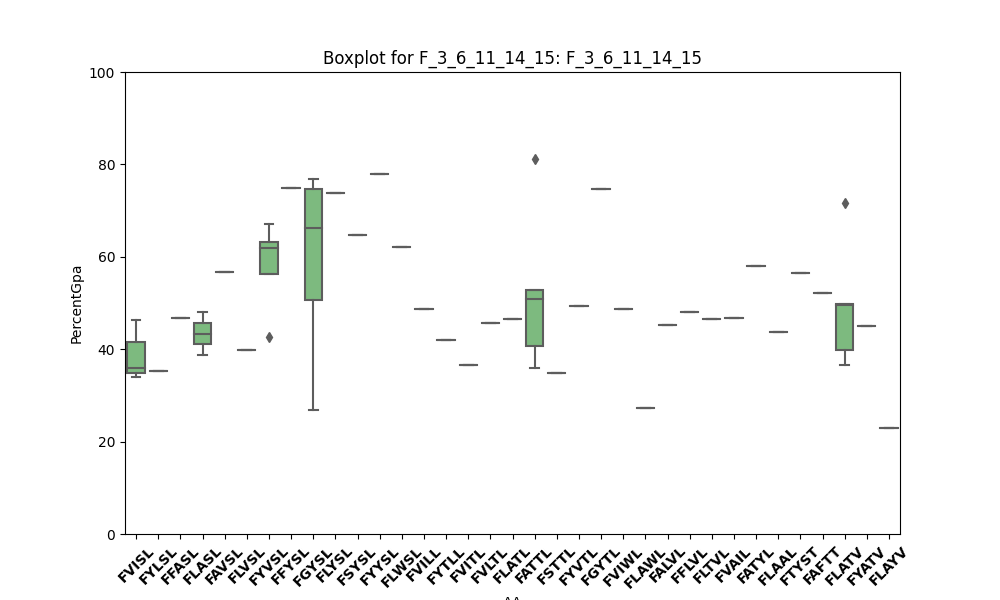 Boxplot for F_3_6_11_14_15: F_3_6_11_14_15
PercentGpa
100
80
60
40
20
0
FVISL
FYLSL
FFASL
FLASL
FAVSL
FLVSL
FYVSL
FFYSL
FGYSL
FLYSL
FSYSL
FYYSL
FLWSL
FVILL
FYTLL
FVITL
FVLTL
FLATL
FATTL
FSTTL
FYVTL
FGYTL
FVIWL
FLAWL
FALVL
FFLVL
FLTVL
FVAIL
FATYL
FLAAL
FTYST
FAFTT
FLATV
FYATV
FLAYV